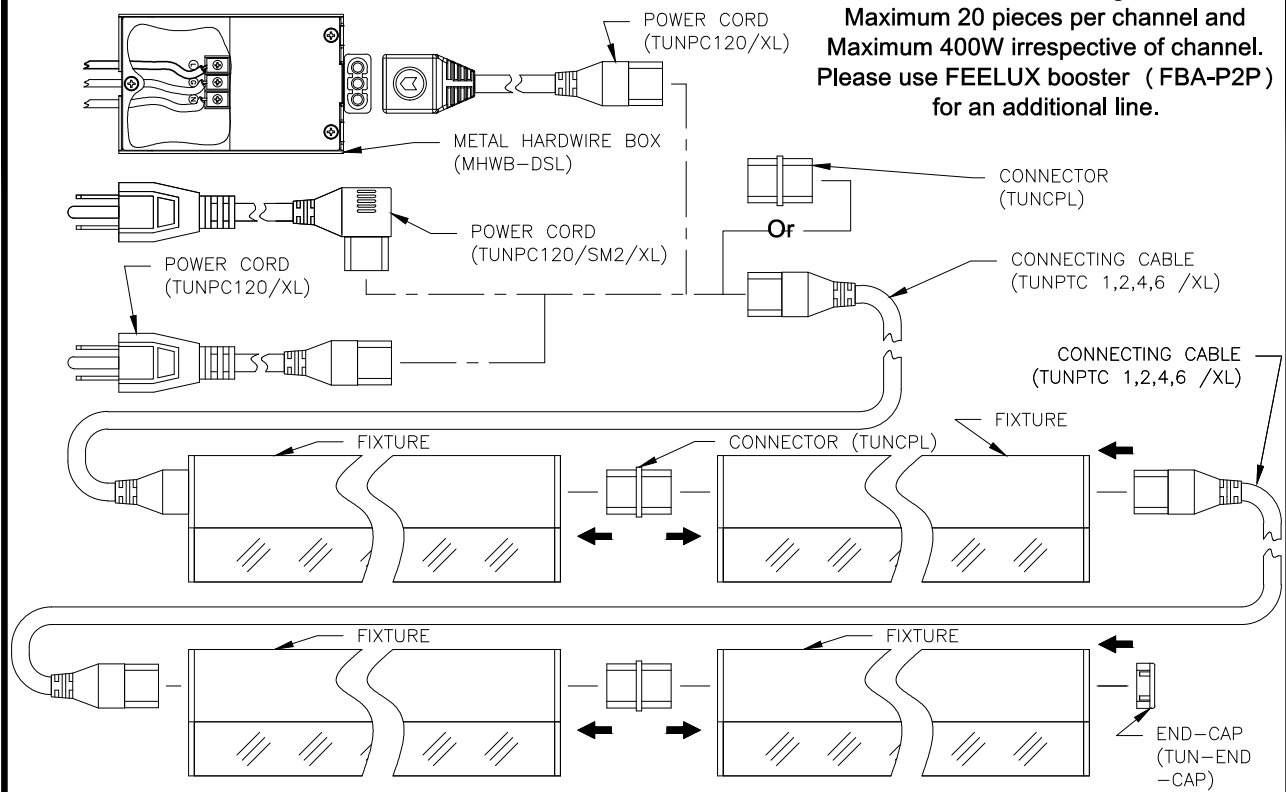 POWER CORD
(TUNPC120/XL)
Maximum 20 pieces per channel and
Maximum 400W irrespective of channel.
Please use FEELUX booster ( FBA-P2P )
for an additional line.
METAL HARDWIRE BOX
(MHWB-DSL)
CONNECTOR
(TUNCPL)
Or
POWER CORD
(TUNPC120/SM2/XL)
POWER CORD
(TUNPC120/XL)
CONNECTING CABLE
(TUNPTC 1,2,4,6 /XL)
CONNECTING CABLE
(TUNPTC 1,2,4,6 /XL)
FIXTURE
CONNECTOR (TUNCPL)
FIXTURE
FIXTURE
FIXTURE
END-CAP
(TUN-END
-CAP)